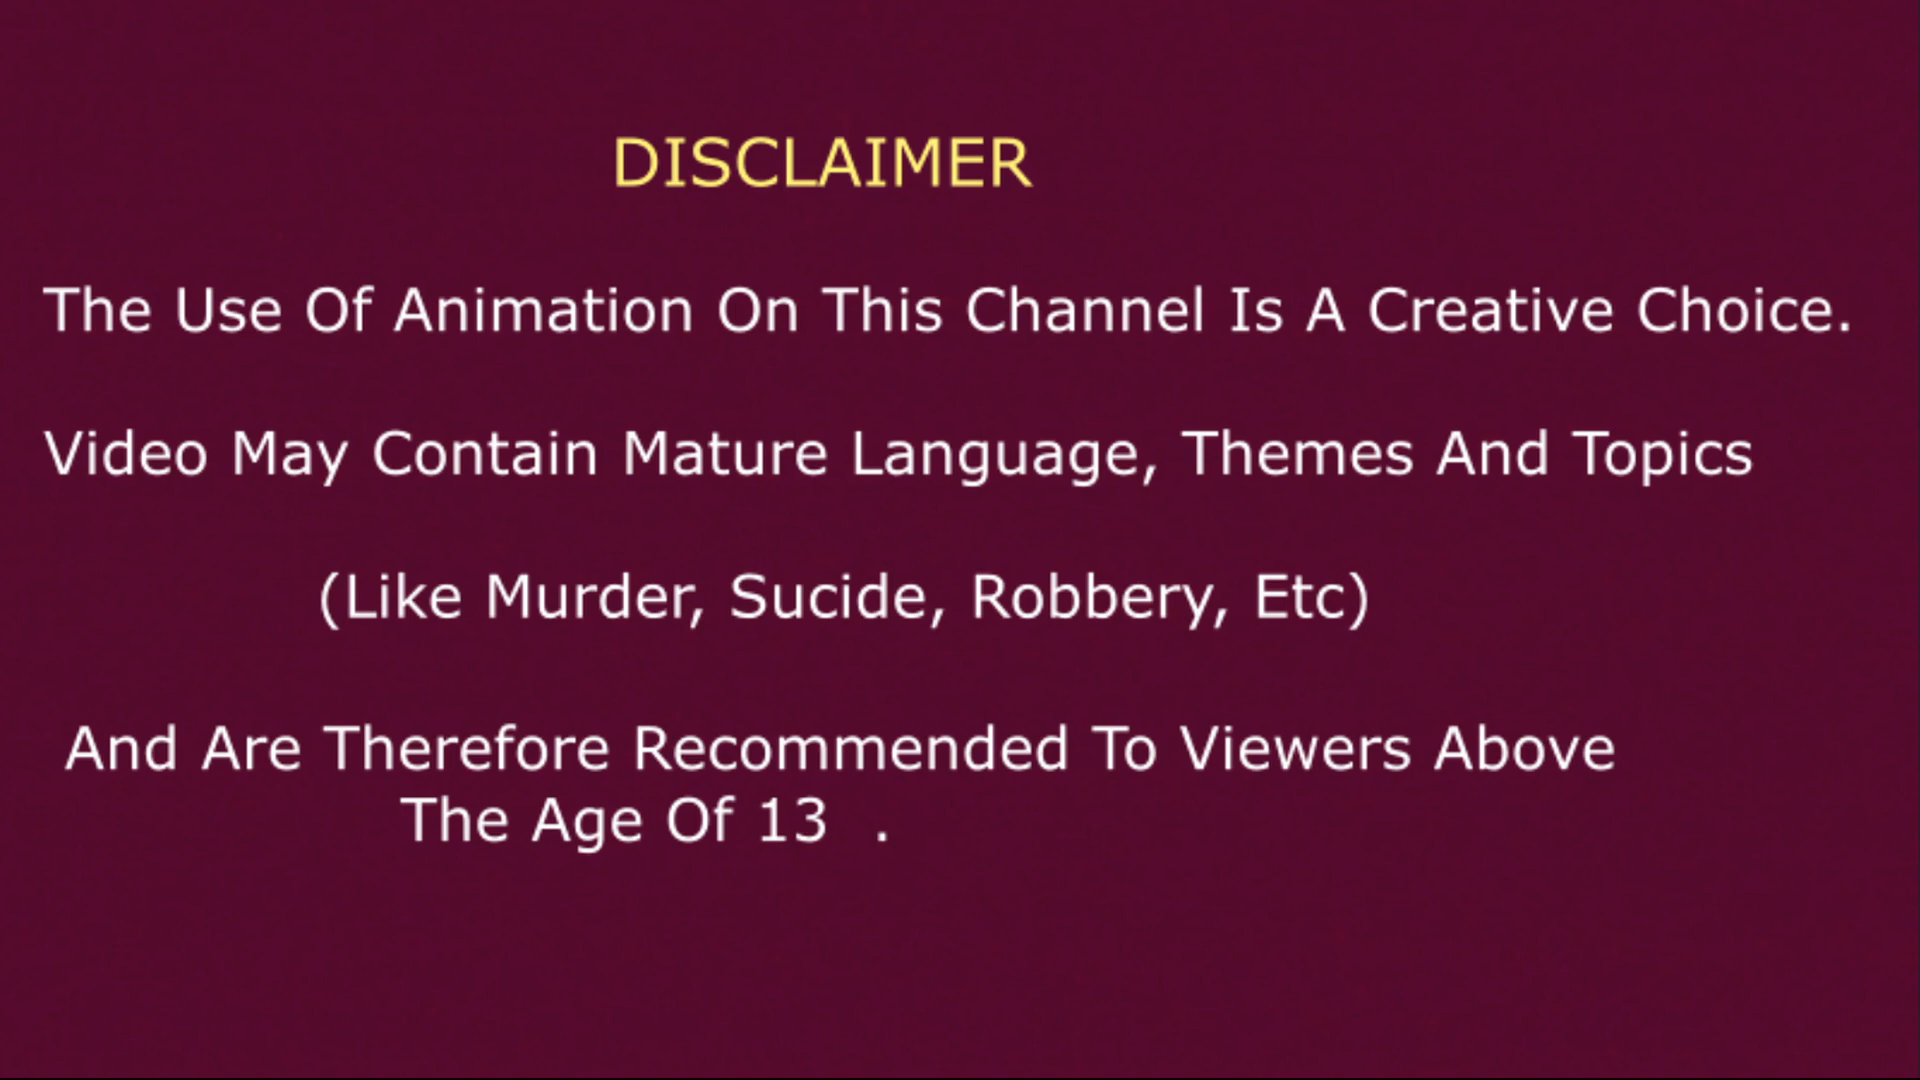 DISCLAIMER
The Use Of Animation On This Channel Is A Creative Choice.
Video May Contain Mature Language, Themes And Topics
(Like Murder, Sucide, Robbery, Etc)
And Are Therefore Recommended To Viewers Above
The Age Of 13 .